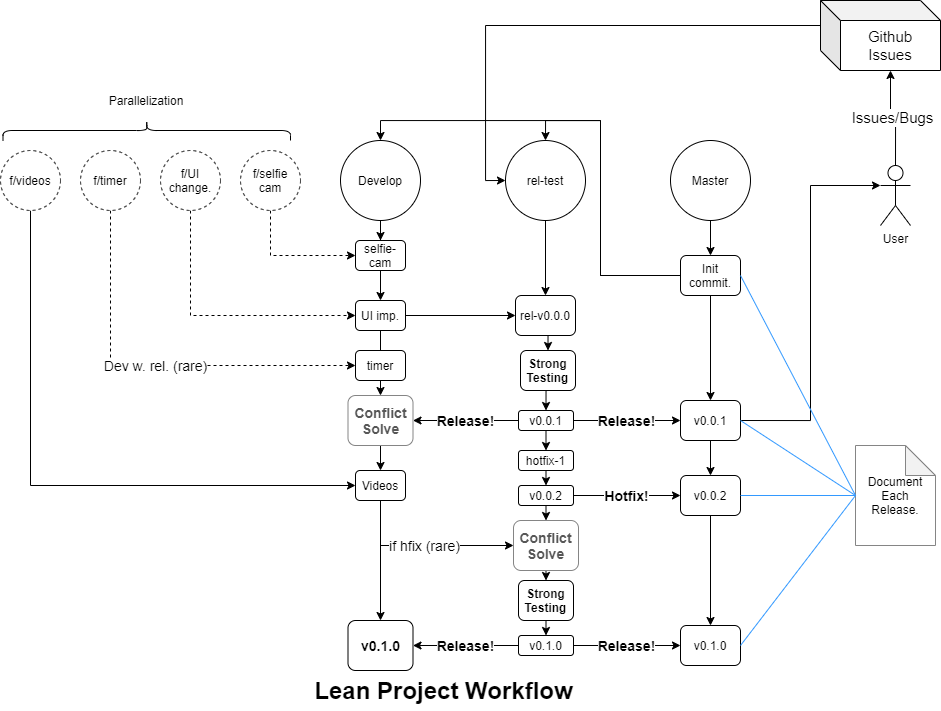 Github
Issues
Parallelization
Issues/Bugs
f/videos
f/timer
f/UI
change.
f/selfie
cam
Develop
rel-test
Master
User
selfie-
cam
Init
commit.
UI imp.
rel-v0.0.0
Dev w. rel. (rare)
timer
Strong
Testing
Conflict
Solve
Release!
v0.0.1
Release!
v0.0.1
hotfix-1
Videos
v0.0.2
Hotfix!
v0.0.2
Document
Each
Release.
if hfix (rare)
Conflict
Solve
Strong
Testing
v0.1.0
Release!
v0.1.0
Release!
v0.1.0
Lean Project Workflow